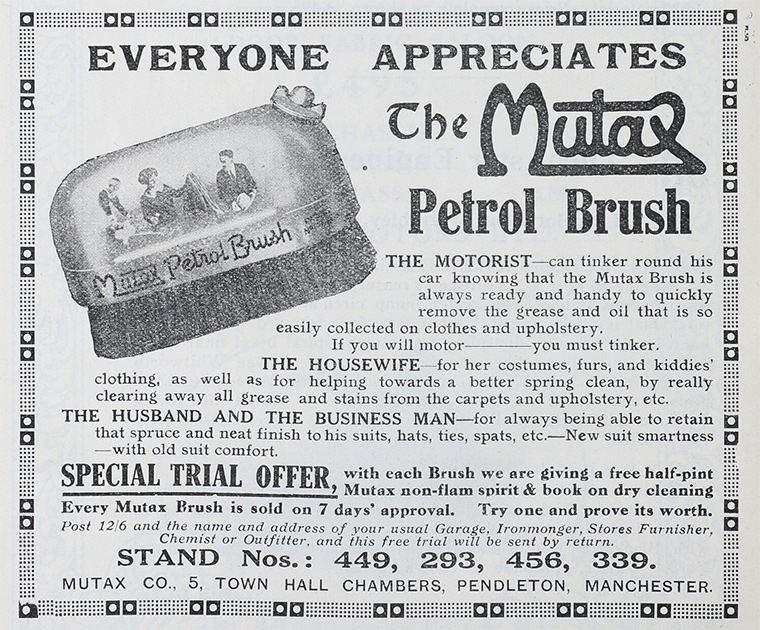 EVERYONE APPRECIATES
The Mutax
Petrol Brush
Mutax Petrol Brush
THE MOTORIST—can tinker round his
car knowing that the Mutax Brush is
always ready and handy to quickly
remove the grease and oil that is so
easily collected on clothes and upholstery.
If you will motor———you must tinker.
THE HOUSEWIFE—for her costumes, furs, and kiddies'
clothing, as well as for helping towards a better spring clean, by really
clearing away all grease and stains from the carpets and upholstery, etc.
THE HUSBAND AND THE BUSINESS MAN—for always being able to retain
that spruce and neat finish to his suits, hats, ties, spats, etc.—New suit smartness
—with old suit comfort.
SPECIAL TRIAL OFFER, with each Brush we are giving a free half-pint
Mutax non-flam spirit & book on dry cleaning
Every Mutax Brush is sold on 7 days' approval. Try one and prove its worth.
Post 12/6 and the name and address of your usual Garage, Ironmonger, Stores Furnisher,
Chemist or Outfitter, and this free trial will be sent by return.
STAND Nos.: 449, 293, 456, 339.
MUTAX CO., 5, TOWN HALL CHAMBERS, PENDLETON, MANCHESTER.